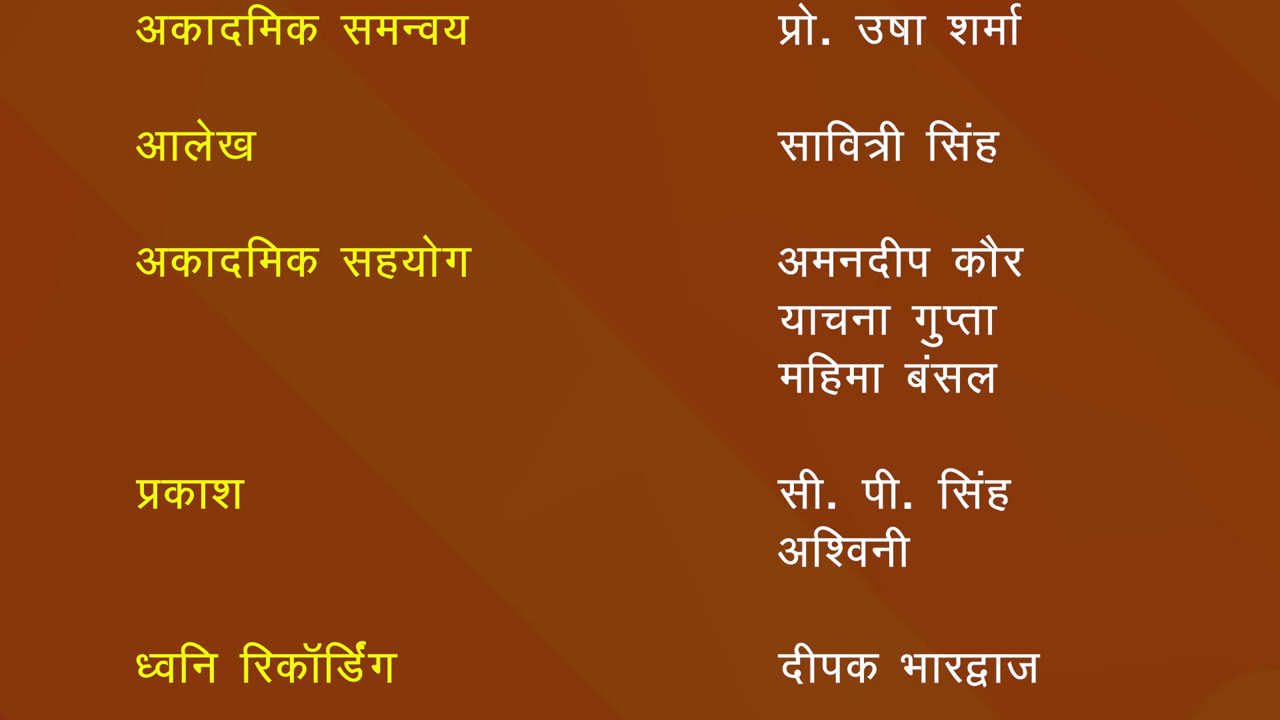 अकादमिक समन्वय प्रो. उषा शर्मा
आलेख सावित्री सिंह
अकादमिक सहयोग अमनदीप कौर
याचना गुप्ता
महिमा बंसल
प्रकाश सी. पी. सिंह
अश्विनी
ध्वनि रिकॉर्डिंग दीपक भारद्वाज